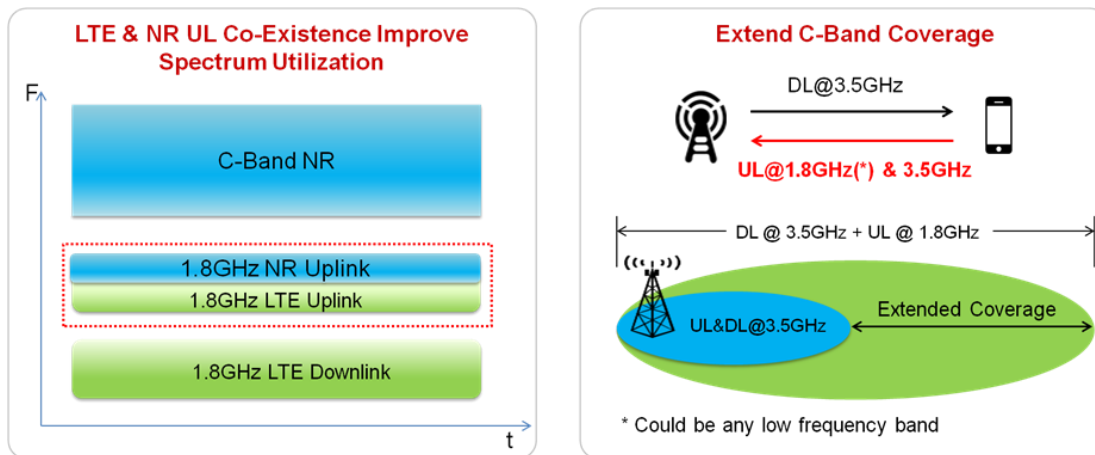 LTE & NR UL Co-Existence Improve
Spectrum Utilization
F
C-Band NR
1.8GHz NR Uplink
1.8GHz LTE Uplink
1.8GHz LTE Downlink
t
Extend C-Band Coverage
DL@3.5GHz
UL@1.8GHz(*) & 3.5GHz
DL @ 3.5GHz + UL @ 1.8GHz
UL&DL@3.5GHz
Extended Coverage
* Could be any low frequency band